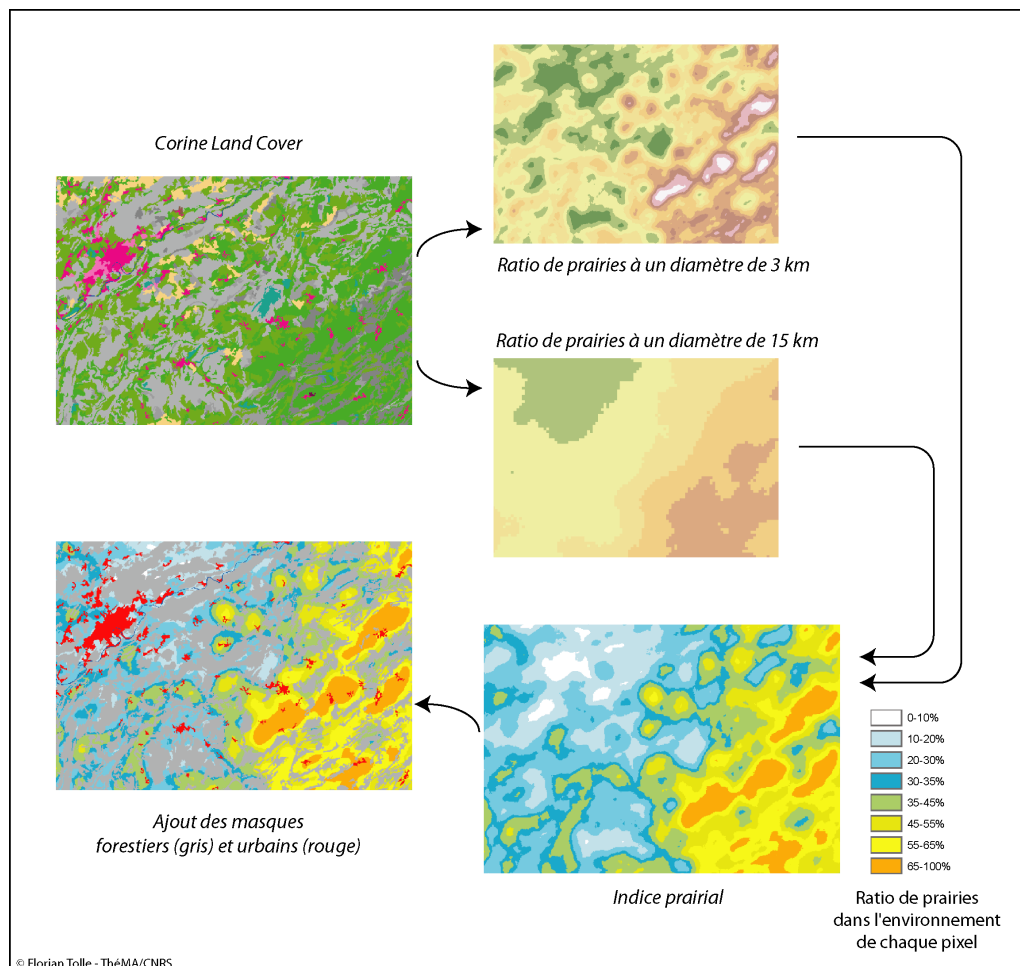 Corine Land Cover
Ratio de prairies à un diamètre de 3 km
Ratio de prairies à un diamètre de 15 km
Ajout des masques
forestiers (gris) et urbains (rouge)
Indice prairial
0-10%
10-20%
20-30%
30-35%
35-45%
45-55%
55-65%
65-100%
Ratio de prairies
dans l'environnement
de chaque pixel
© Florian Tolle - ThéMA/CNRS